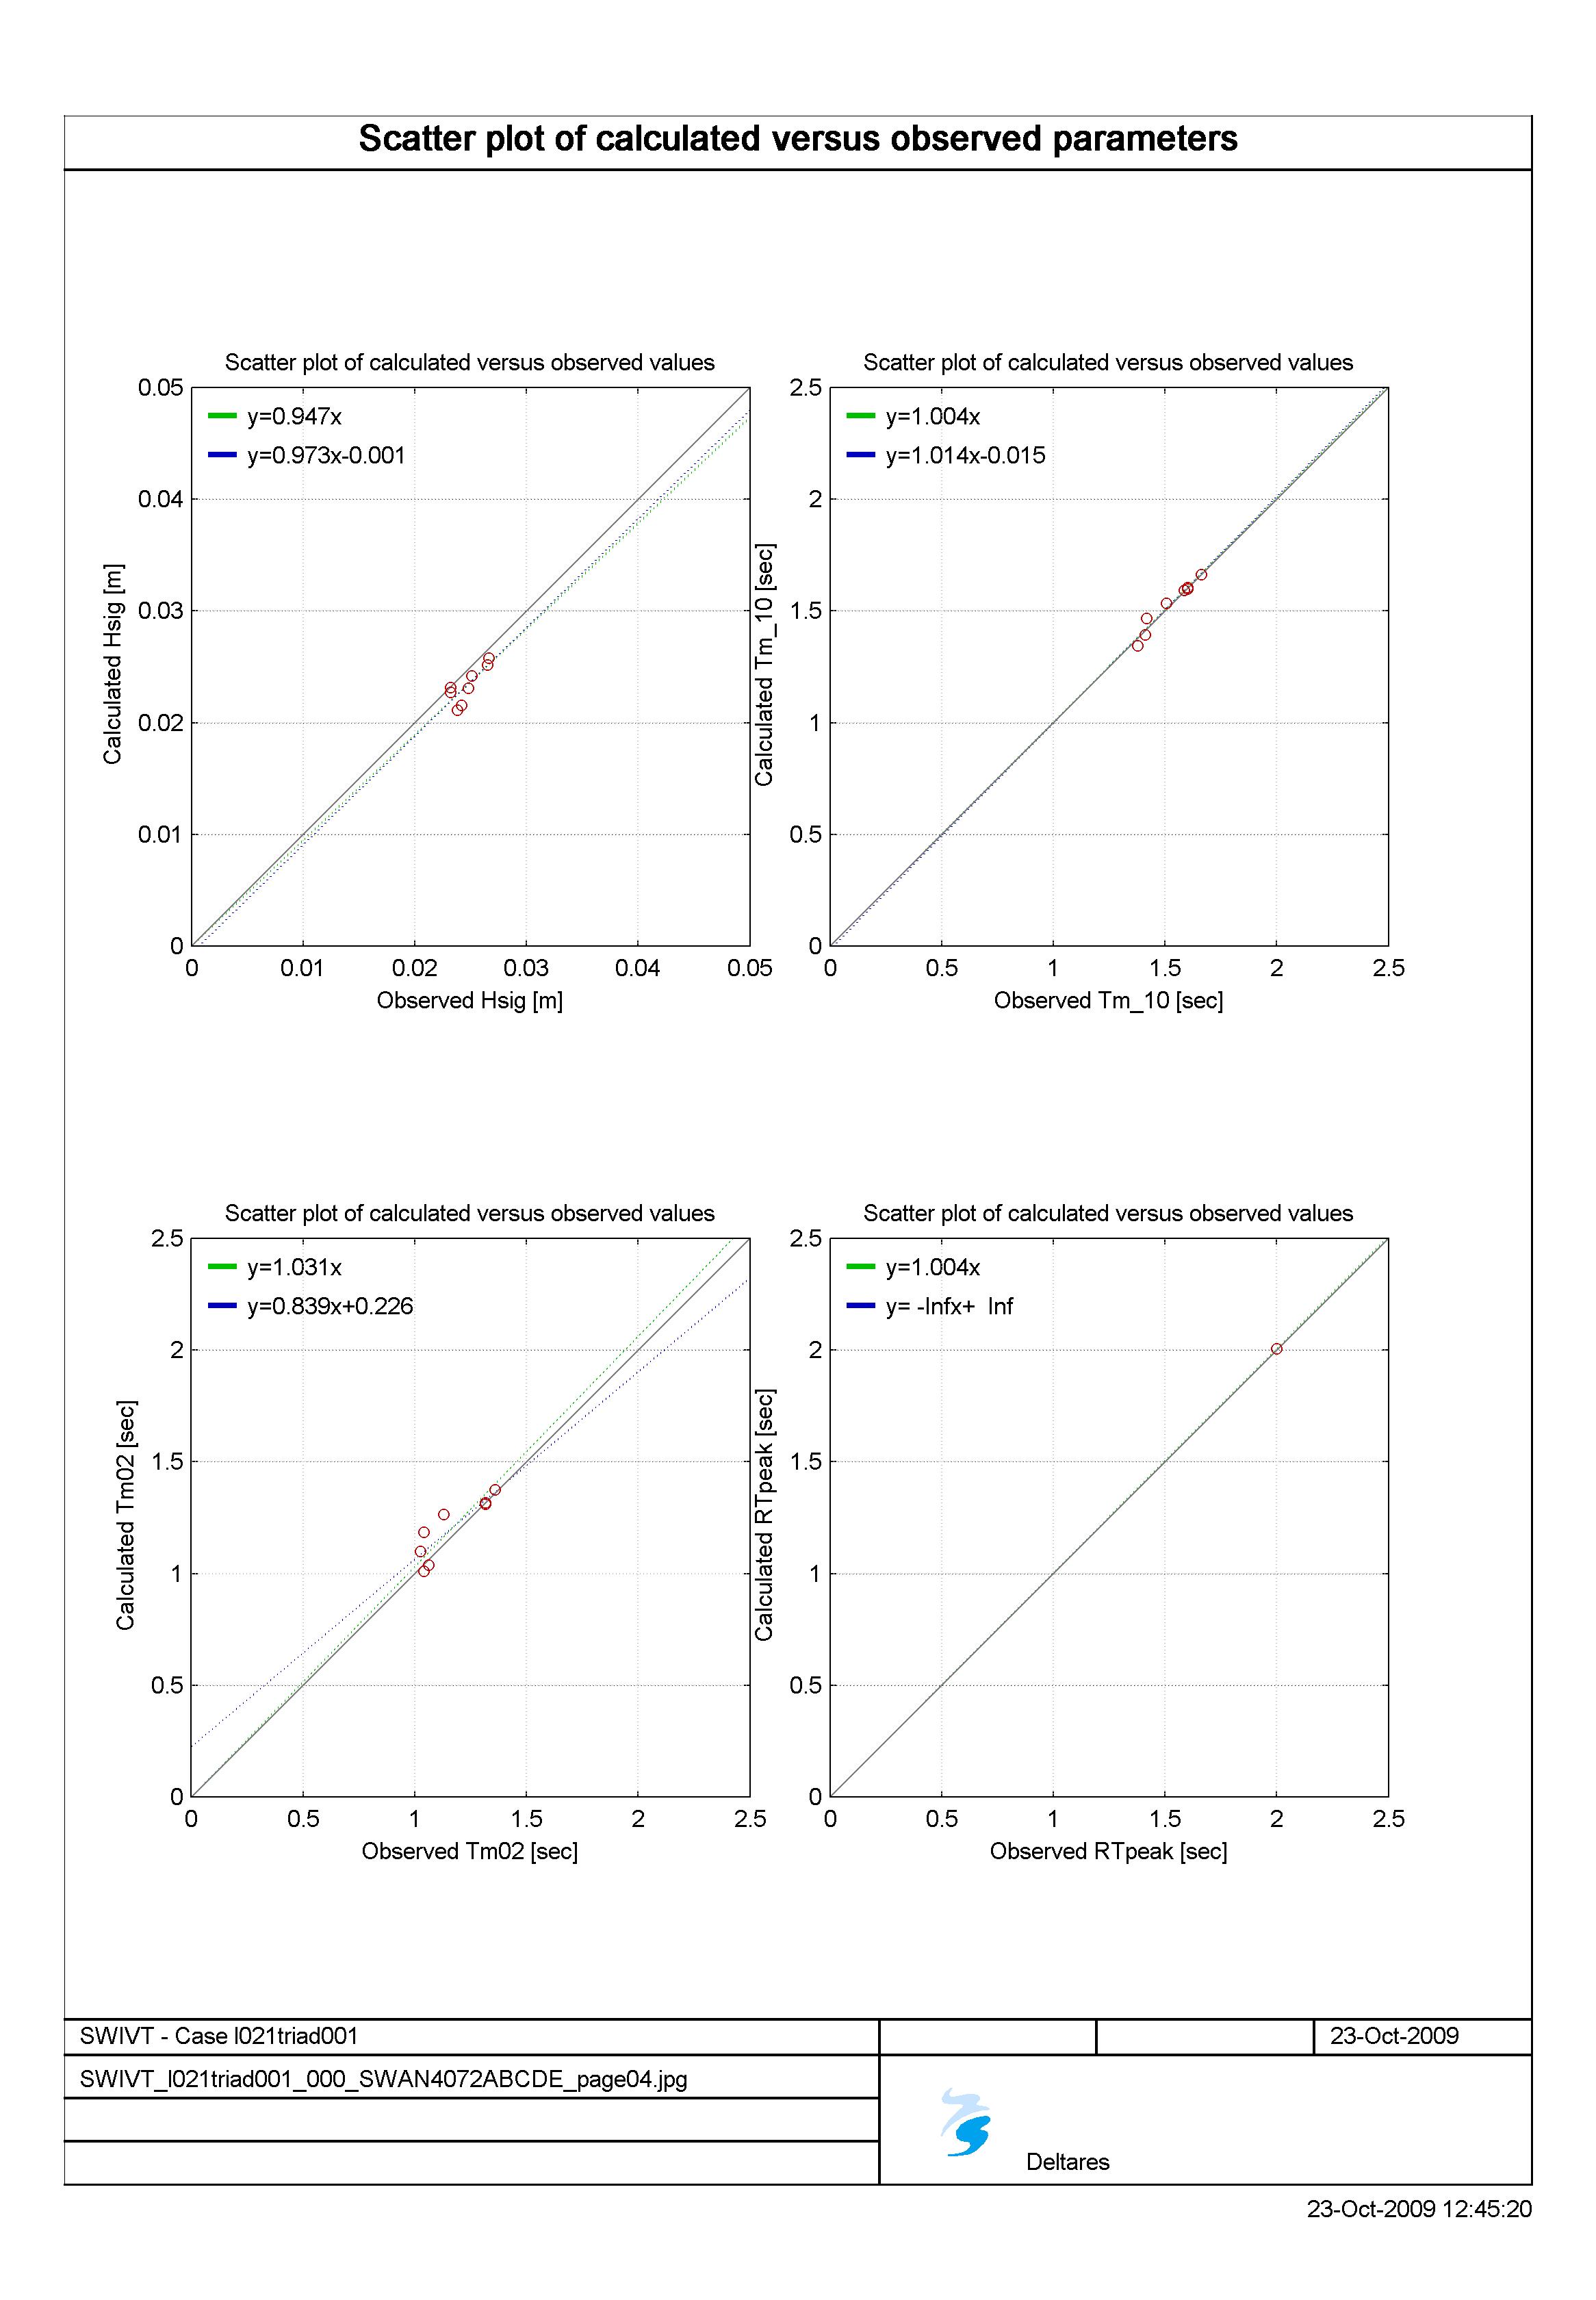 Scatter plot of calculated versus observed parameters
Scatter plot of calculated versus observed values
y=0.947x
y=0.973x-0.001
0.05
0.04
0.03
0.02
0.01
0
0
0.01
0.02
0.03
0.04
0.05
Calculated Hsig [m]
Observed Hsig [m]
Scatter plot of calculated versus observed values
y=1.004x
y=1.014x-0.015
2.5
2
1.5
1
0.5
0
0
0.5
1
1.5
2
2.5
Calculated Tm_10 [sec]
Observed Tm_10 [sec]
Scatter plot of calculated versus observed values
y=1.031x
y=0.839x+0.226
2.5
2
1.5
1
0.5
0
0
0.5
1
1.5
2
2.5
Calculated Tm02 [sec]
Observed Tm02 [sec]
Scatter plot of calculated versus observed values
y=1.004x
y= -Infx+ Inf
2.5
2
1.5
1
0.5
0
0
0.5
1
1.5
2
2.5
Calculated RTpeak [sec]
Observed RTpeak [sec]
SWIVT - Case l021triad001
23-Oct-2009
SWIVT_l021triad001_000_SWAN4072ABCDE_page04.jpg
Deltares
23-Oct-2009 12:45:20